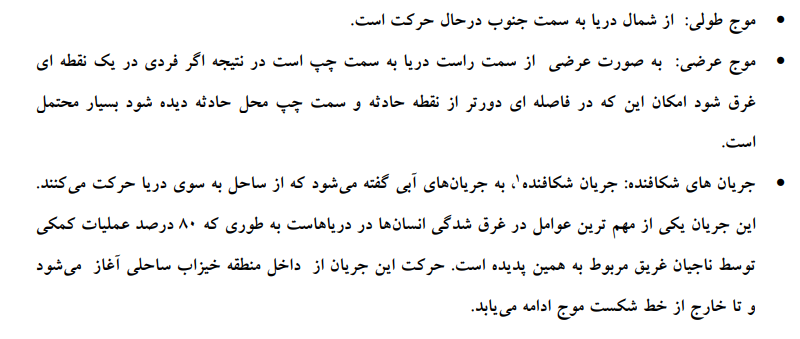 • موج طولی: از شمال دریا به سمت جنوب درحال حرکت است.
• موج عرضی: به صورت عرضی از سمت راست دریا به سمت چپ است در نتیجه اگر فردی در یک نقطه ای
غرق شود امکان این که در فاصله ای دورتر از نقطه حادثه و سمت چپ محل حادثه دیده شود بسیار محتمل
است.
• جریان های شکافنده: جریان شکافنده۱، به جریان‌های آبی گفته می‌شود که از ساحل به سوی دریا حرکت می‌کنند.
این جریان یکی از مهم ترین عوامل در غرق شدگی انسان‌ها در دریاهاست به طوری که ۸۰ درصد عملیات کمکی
توسط ناجیان غریق مربوط به همین پدیده است. حرکت این جریان از داخل منطقه خیزاب ساحلی آغاز می‌شود
و تا خارج از خط شکست موج ادامه می‌یابد.